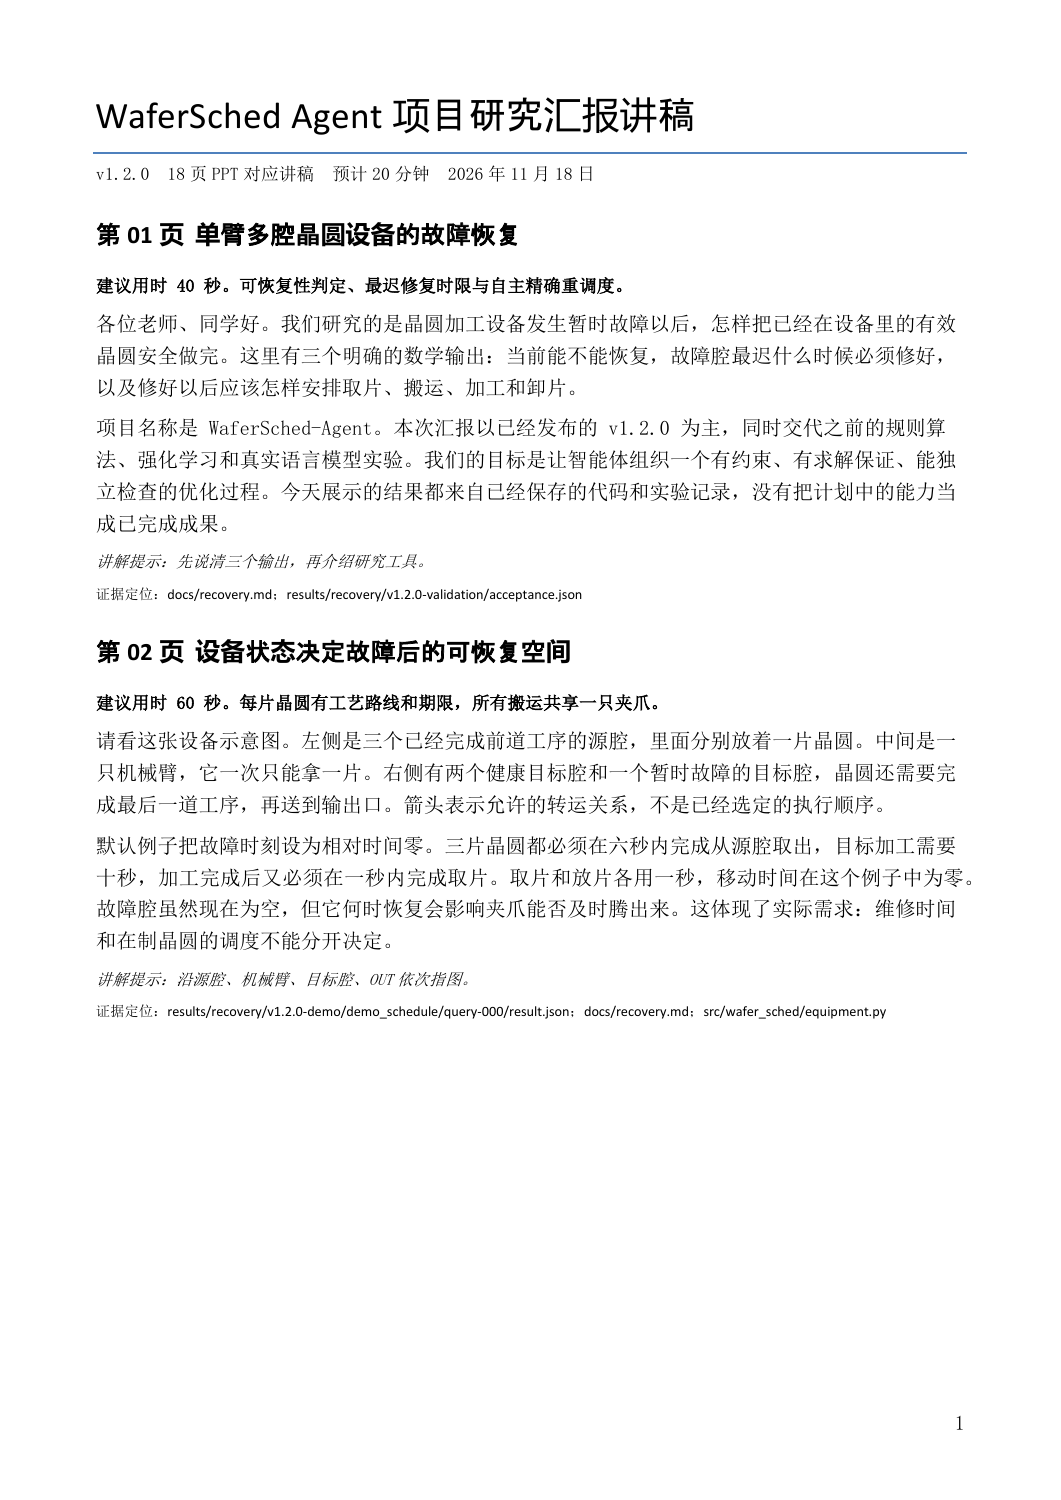 WaferSched Agent 项目研究汇报讲稿
v1.2.0 18 页 PPT 对应讲稿 预计 20 分钟 2026 年 11 月 18 日
第 01 页 单臂多腔晶圆设备的故障恢复
建议用时 40 秒。可恢复性判定、最迟修复时限与自主精确重调度。
各位老师、同学好。我们研究的是晶圆加工设备发生暂时故障以后，怎样把已经在设备里的有效
晶圆安全做完。这里有三个明确的数学输出：当前能不能恢复，故障腔最迟什么时候必须修好，
以及修好以后应该怎样安排取片、搬运、加工和卸片。
项目名称是 WaferSched-Agent。本次汇报以已经发布的 v1.2.0 为主，同时交代之前的规则算
法、强化学习和真实语言模型实验。我们的目标是让智能体组织一个有约束、有求解保证、能独
立检查的优化过程。今天展示的结果都来自已经保存的代码和实验记录，没有把计划中的能力当
成已完成成果。
讲解提示：先说清三个输出，再介绍研究工具。
证据定位：docs/recovery.md；results/recovery/v1.2.0-validation/acceptance.json
第 02 页 设备状态决定故障后的可恢复空间
建议用时 60 秒。每片晶圆有工艺路线和期限，所有搬运共享一只夹爪。
请看这张设备示意图。左侧是三个已经完成前道工序的源腔，里面分别放着一片晶圆。中间是一
只机械臂，它一次只能拿一片。右侧有两个健康目标腔和一个暂时故障的目标腔，晶圆还需要完
成最后一道工序，再送到输出口。箭头表示允许的转运关系，不是已经选定的执行顺序。
默认例子把故障时刻设为相对时间零。三片晶圆都必须在六秒内完成从源腔取出，目标加工需要
十秒，加工完成后又必须在一秒内完成取片。取片和放片各用一秒，移动时间在这个例子中为零。
故障腔虽然现在为空，但它何时恢复会影响夹爪能否及时腾出来。这体现了实际需求：维修时间
和在制晶圆的调度不能分开决定。
讲解提示：沿源腔、机械臂、目标腔、OUT 依次指图。
证据定位：results/recovery/v1.2.0-demo/demo_schedule/query-000/result.json；docs/recovery.md；src/wafer_sched/equipment.py
1